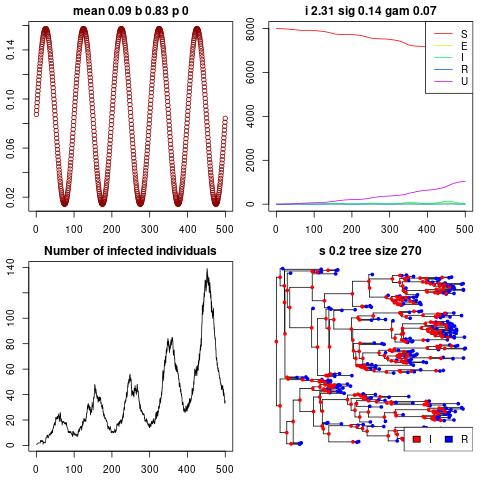 mean 0.09 b 0.83 p 0
0.02 0.06 0.10 0.14
0 100 200 300 400 500
i 2.31 sig 0.14 gam 0.07
0 2000 4000 6000 8000
0 100 200 300 400 500
S
E
I
R
U
Number of infected individuals
0 20 40 60 80 100 140
0 100 200 300 400 500
s 0.2 tree size 270
I R